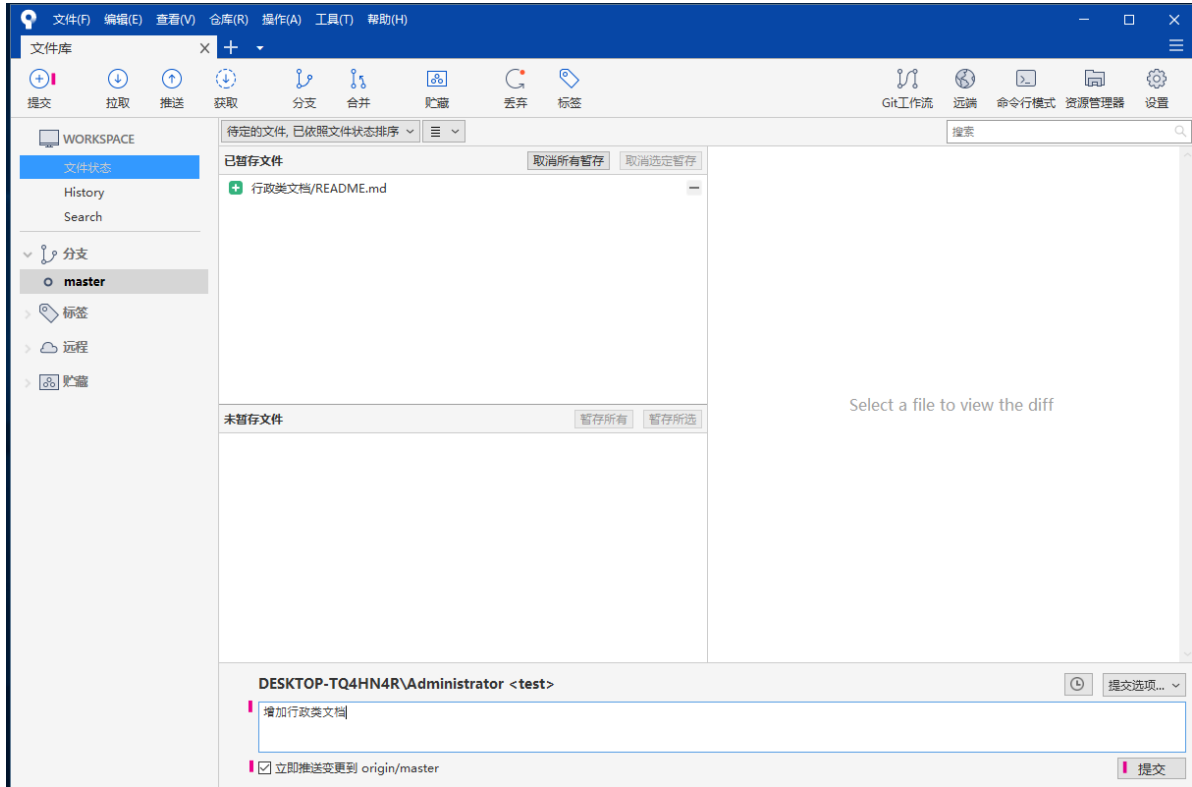 文件(F) 编辑(E) 查看(V) 仓库(R) 操作(A) 工具(T) 帮助(H)
文件库
提交 拉取 推送 获取 分支 合并 贮藏 丢弃 标签 Git工作流 远端 命令行模式 资源管理器 设置
WORKSPACE
文件状态
History
Search
分支
master
标签
远程
贮藏
待定的文件, 已依照文件状态排序
搜索
已暂存文件 取消所有暂存 取消选定暂存
行政类文档/README.md
未暂存文件 暂存所有 暂存所选
Select a file to view the diff
DESKTOP-TQ4HN4R\Administrator <test>
提交选项...
增加行政类文档
立即推送变更到 origin/master
提交